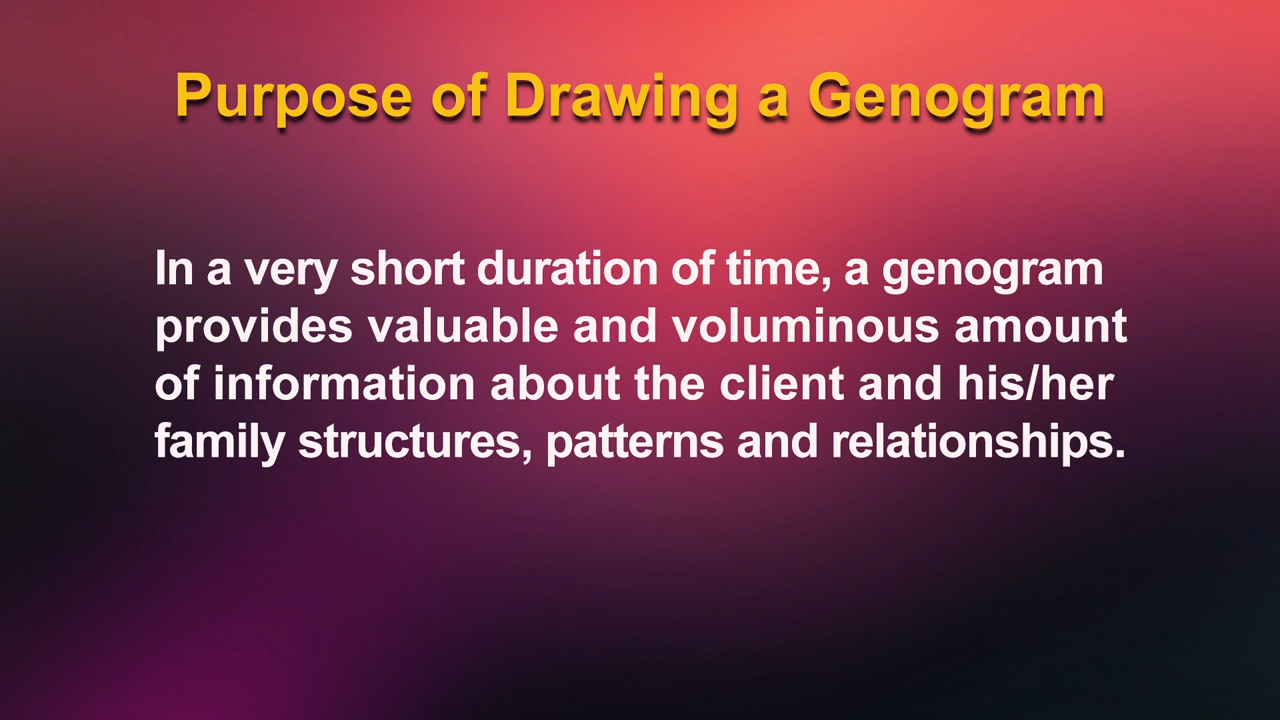 Purpose of Drawing a Genogram
In a very short duration of time, a genogram
provides valuable and voluminous amount
of information about the client and his/her
family structures, patterns and relationships.